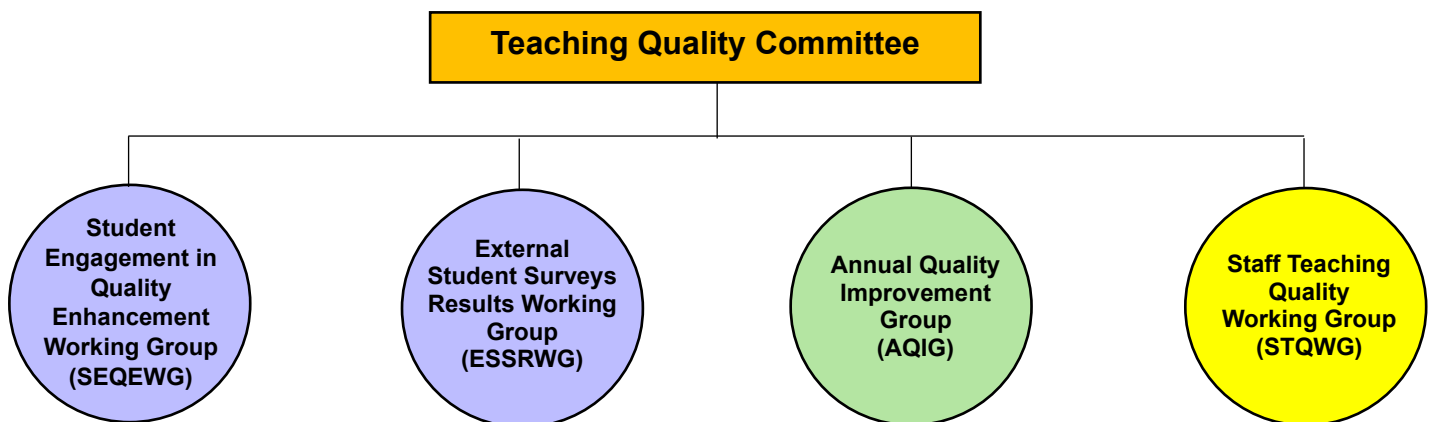 Teaching Quality Committee
Student
Engagement in
Quality
Enhancement
Working Group
(SEQEWG)
External
Student Surveys
Results Working
Group
(ESSRWG)
Annual Quality
Improvement
Group
(AQIG)
Staff Teaching
Quality
Working Group
(STQWG)